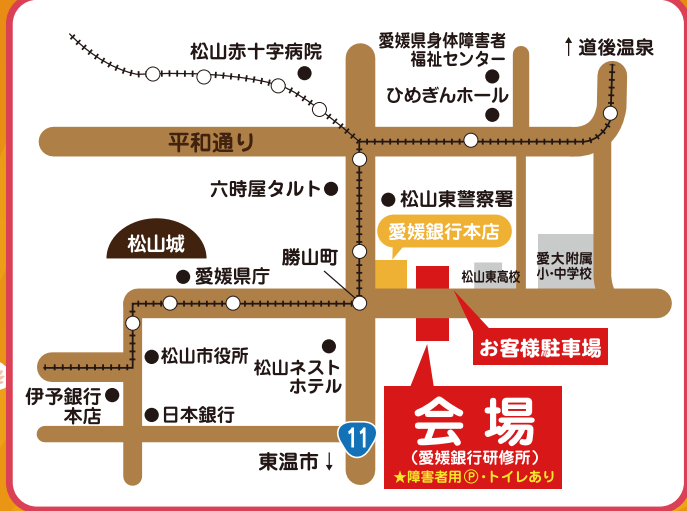 松山赤十字病院
愛媛県身体障害者
福祉センター
↑道後温泉
ひめぎんホール
平和通り
六時屋タルト
松山東警察署
愛媛銀行本店
松山城
勝山町
愛媛県庁
松山東高校
愛大附属
小・中学校
お客様駐車場
松山市役所
松山ネスト
ホテル
伊予銀行
本店
日本銀行
11
東温市↓
会場
(愛媛銀行研修所)
★障害者用Ⓟ・トイレあり